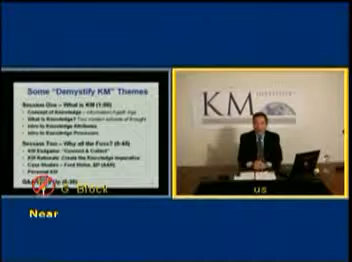 Some "Demystify KM" Themes
Session One – What is KM (1:00)
Concept of Knowledge – Information/Agent Age
What is Knowledge? Two modern schools of thought
Intro to Knowledge Attributes
Intro to Knowledge Processes
Session Two – Why all the Fuss? (0:45)
KM Endgame: "Connect & Collect"
KM Rationale: Create the Knowledge Imperative
Case Studies – Ford Motor, BP (AAR)
Personal KM
KM
G Block
us
Near